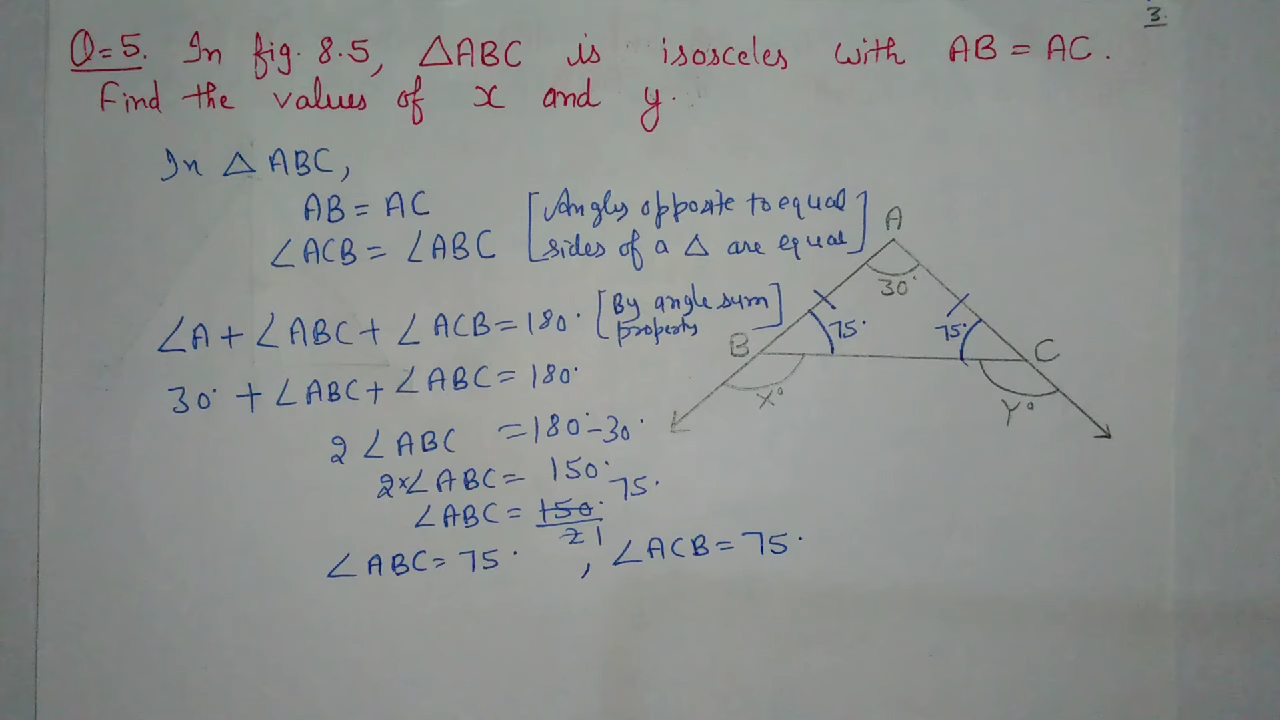 3.
Q=5. In fig. 8.5, △ABC is isosceles with AB = AC.
Find the values of x and y.
In △ ABC,
AB = AC [Angles opposite to equal
∠ACB = ∠ABC sides of a △ are equal]
∠A + ∠ABC + ∠ACB = 180° [By angle sum
property]
30° + ∠ABC + ∠ABC = 180°
2 ∠ABC = 180° - 30°
2×∠ABC = 150°
75°
∠ABC = 150°
2 1
∠ABC = 75° , ∠ACB = 75°
A
30°
B 75° 75° C
X° Y°